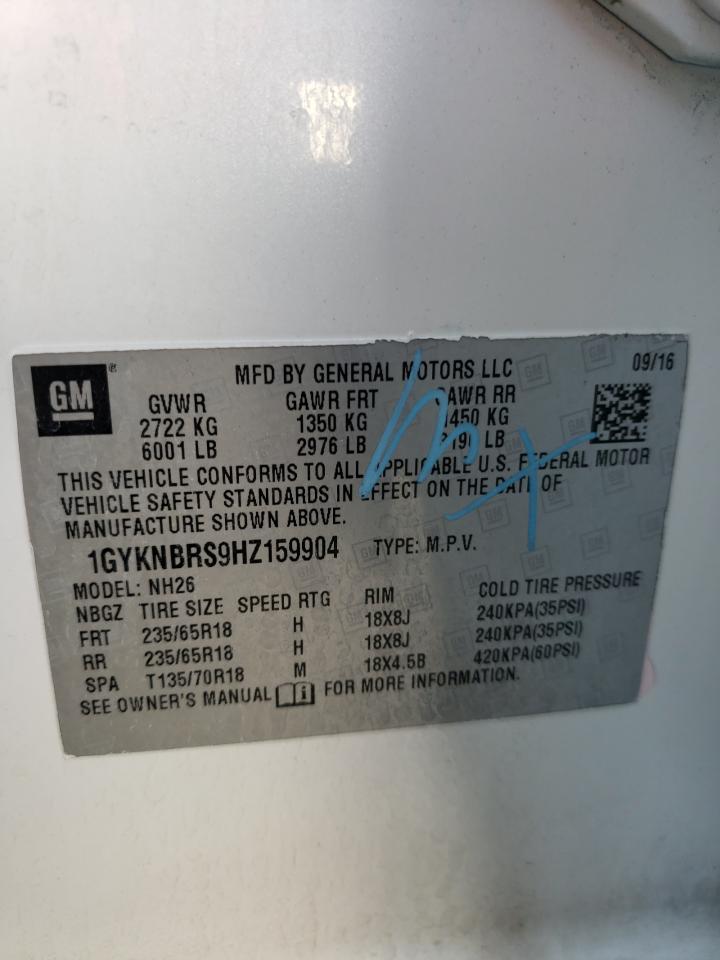 GM
®
MFD BY GENERAL MOTORS LLC
09/16
GVWR GAWR FRT GAWR RR
2722 KG 1350 KG 1450 KG
6001 LB 2976 LB LB
THIS VEHICLE CONFORMS TO ALL APPLICABLE U.S. FEDERAL MOTOR
VEHICLE SAFETY STANDARDS IN EFFECT ON THE DATE OF
MANUFACTURE SHOWN ABOVE.
1GYKNBRS9HZ159904 TYPE: M.P.V.
MODEL: NH26
NBGZ TIRE SIZE SPEED RTG RIM COLD TIRE PRESSURE
FRT 235/65R18 H 18X8J 240KPA(35PSI)
RR 235/65R18 H 18X8J 240KPA(35PSI)
SPA T135/70R18 M 18X4.5B 420KPA(60PSI)
SEE OWNER'S MANUAL FOR MORE INFORMATION.